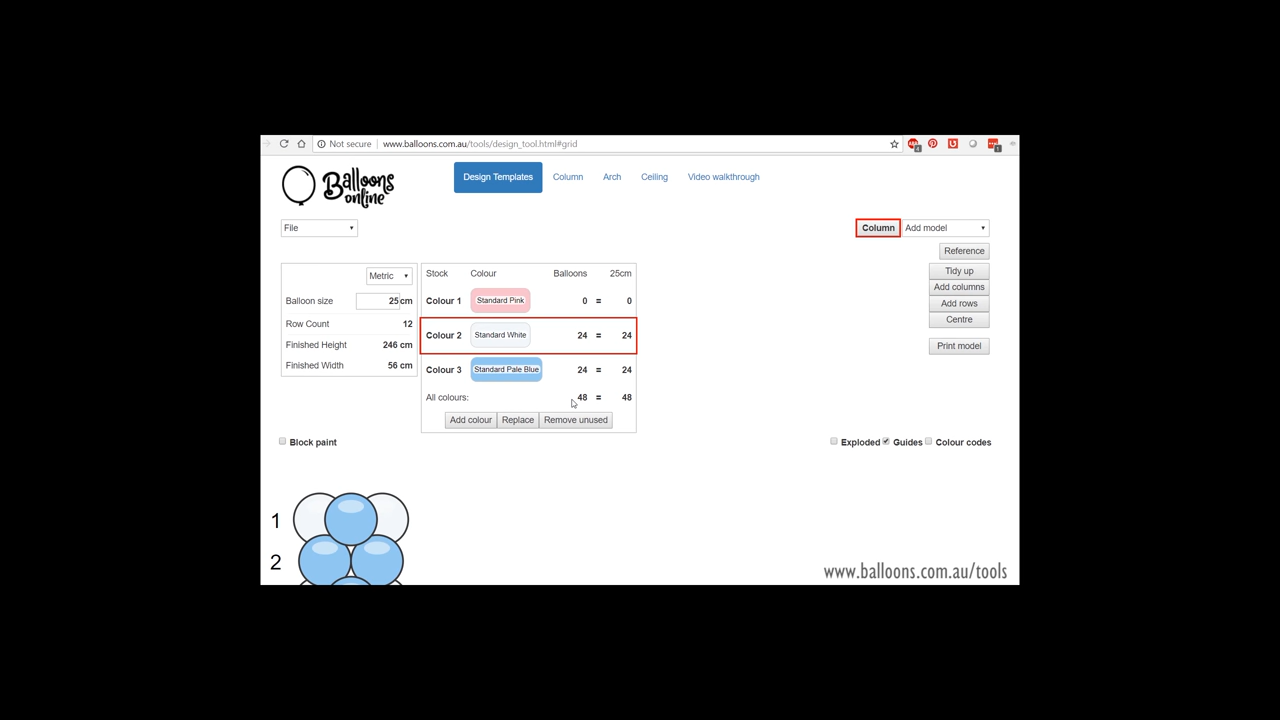 Not secure | www.balloons.com.au/tools/design_tool.html#grid
Balloons online
Design Templates Column Arch Ceiling Video walkthrough
File Column Add model
Reference
Metric Stock Colour Balloons 25cm Tidy up
Add columns
Balloon size 25 cm Colour 1 Standard Pink 0 = 0 Add rows
Row Count 12 Centre
Colour 2 Standard White 24 = 24
Finished Height 246 cm Print model
Finished Width 56 cm Colour 3 Standard Pale Blue 24 = 24
All colours: 48 = 48
Add colour Replace Remove unused
Block paint Exploded Guides Colour codes
1
2
www.balloons.com.au/tools